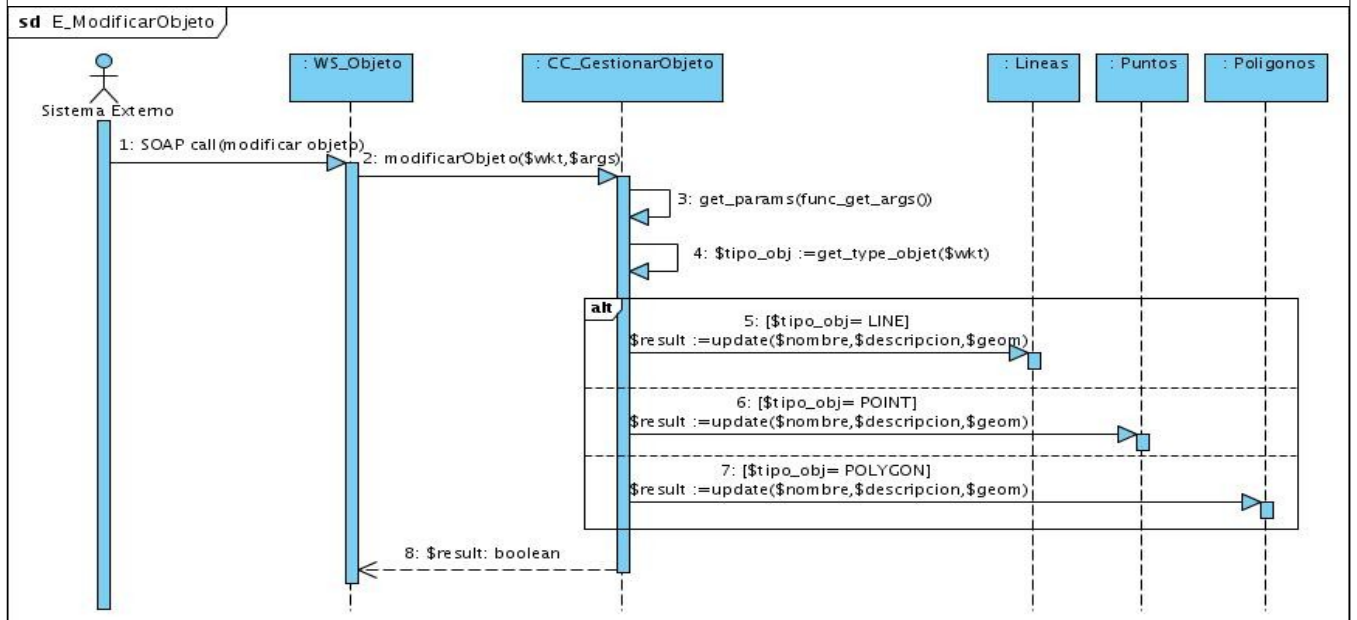 sd E_ModificarObjeto
Sistema Externo
: WS_Objeto
: CC_GestionarObjeto
: Lineas
: Puntos
: Poligonos
1: SOAP call(modificar objeto)
2: modificarObjeto($wkt,$args)
3: get_params(func_get_args())
4: $tipo_obj :=get_type_objet($wkt)
alt
5: [$tipo_obj= LINE]
$result :=update($nombre,$descripcion,$geom)
6: [$tipo_obj= POINT]
$result :=update($nombre,$descripcion,$geom)
7: [$tipo_obj= POLYGON]
$result :=update($nombre,$descripcion,$geom)
8: $result: boolean